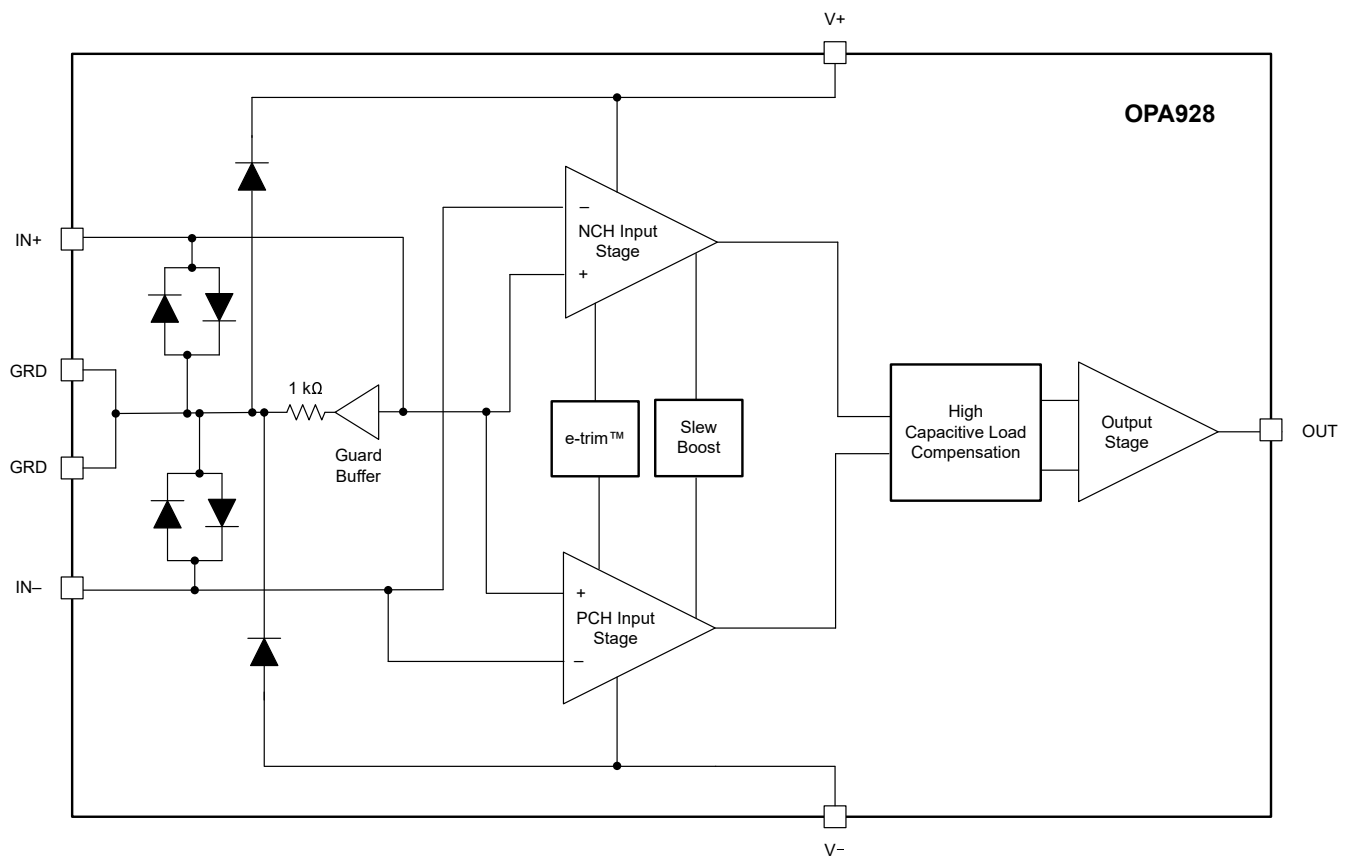 V+
OPA928
−
NCH Input
Stage
+
IN+
GRD
1 kΩ
Guard
Buffer
e-trim™
Slew
Boost
High
Capacitive Load
Compensation
Output
Stage
OUT
GRD
IN−
+
PCH Input
Stage
−
V−